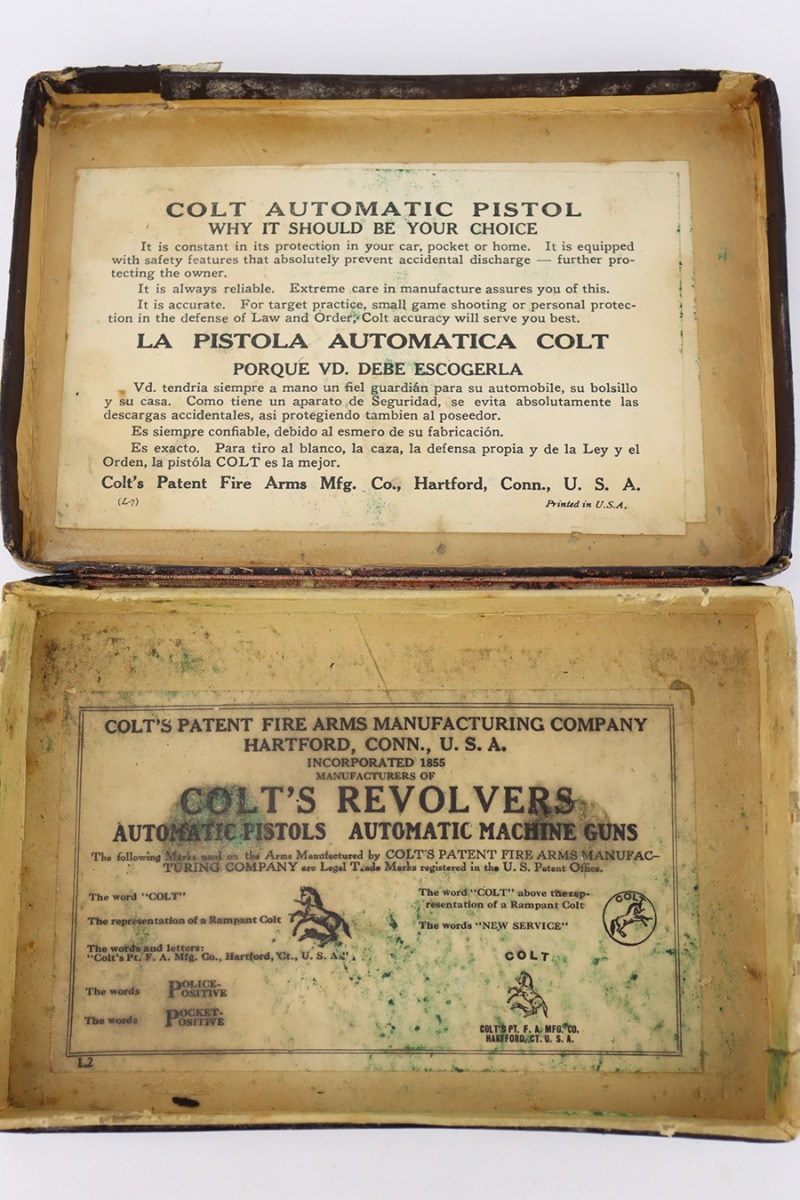 COLT AUTOMATIC PISTOL
WHY IT SHOULD BE YOUR CHOICE
It is constant in its protection in your car, pocket or home. It is equipped
with safety features that absolutely prevent accidental discharge — further pro-
tecting the owner.
It is always reliable. Extreme care in manufacture assures you of this.
It is accurate. For target practice, small game shooting or personal protec-
tion in the defense of Law and Order, Colt accuracy will serve you best.
LA PISTOLA AUTOMATICA COLT
PORQUE VD. DEBE ESCOGERLA
Vd. tendria siempre a mano un fiel guardián para su automobile, su bolsillo
y su casa. Como tiene un aparato de Seguridad, se evita absolutamente las
descargas accidentales, asi protegiendo tambien al poseedor.
Es siempre confiable, debido al esmero de su fabricación.
Es exacto. Para tiro al blanco, la caza, la defensa propia y de la Ley y el
Orden, la pistóla COLT es la mejor.
Colt's Patent Fire Arms Mfg. Co., Hartford, Conn., U. S. A.
(L-7) Printed in U.S.A.
COLT'S PATENT FIRE ARMS MANUFACTURING COMPANY
HARTFORD, CONN., U. S. A.
INCORPORATED 1855
MANUFACTURERS OF
COLT'S REVOLVERS
AUTOMATIC PISTOLS AUTOMATIC MACHINE GUNS
The following Marks used on the Arms Manufactured by COLT'S PATENT FIRE ARMS MANUFAC-
TURING COMPANY are Legal Trade Marks registered in the U. S. Patent Office.
The word "COLT"
The representation of a Rampant Colt
The words and letters:
"Colt's Pt. F. A. Mfg. Co., Hartford, Ct., U. S. A."
The words POLICE-POSITIVE
The words POCKET-POSITIVE
The word "COLT" above the rep-
resentation of a Rampant Colt
COLT
The words "NEW SERVICE"
COLT
COLT'S PT. F. A. MFG. CO.
HARTFORD, CT. U. S. A.
L2